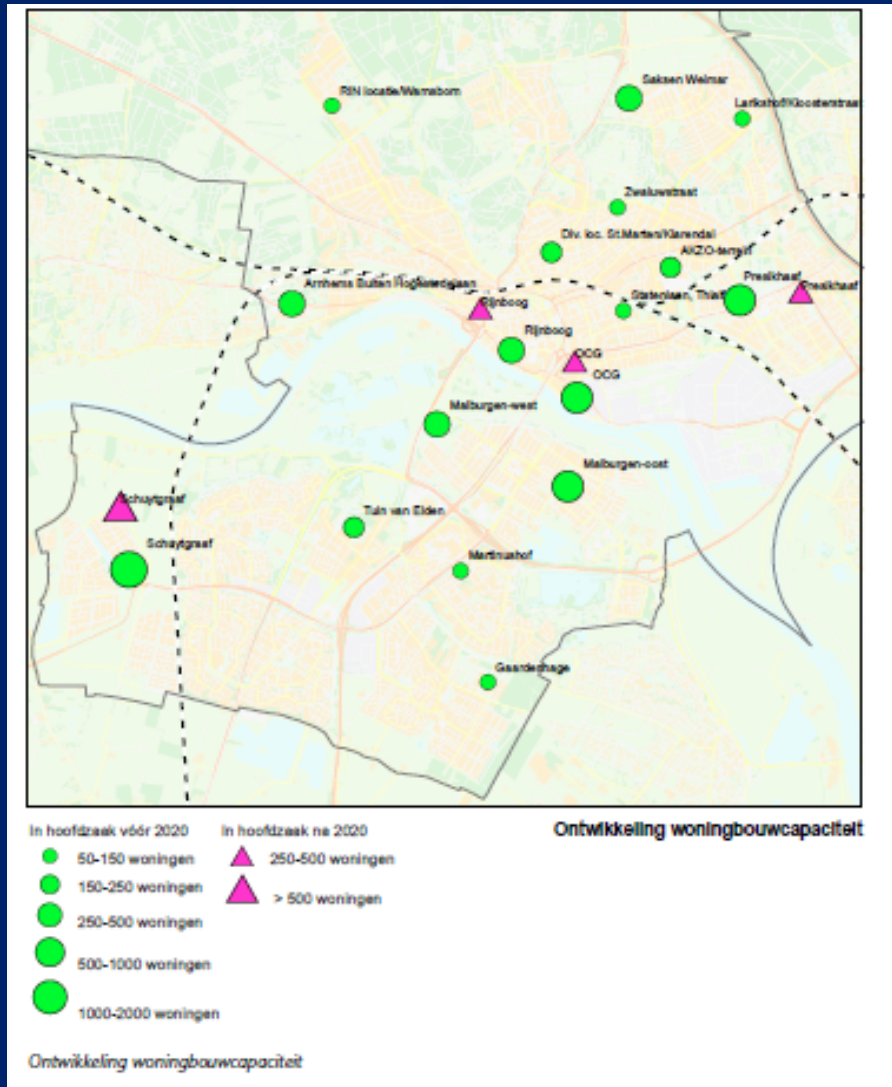 Saksen Weimar
RIN locatie/Warnsborn
Larikshof/Kloosterstraat
Zwaluwstraat
Div. loc. St.Marten/Klarendal
AKZO-terrein
Presikhaaf
Presikhaaf
Arnhems Buiten
Rijnboog
Statenlaan,
Rijnboog
OCG
OCG
Malburgen-west
Malburgen-oost
Schuytgraaf
Tuin van Elden
Schuytgraaf
Martinushof
Gaardenhage
In hoofdzaak vóór 2020
In hoofdzaak na 2020
Ontwikkeling woningbouwcapaciteit
50-150 woningen
250-500 woningen
150-250 woningen
> 500 woningen
250-500 woningen
500-1000 woningen
1000-2000 woningen
Ontwikkeling woningbouwcapaciteit